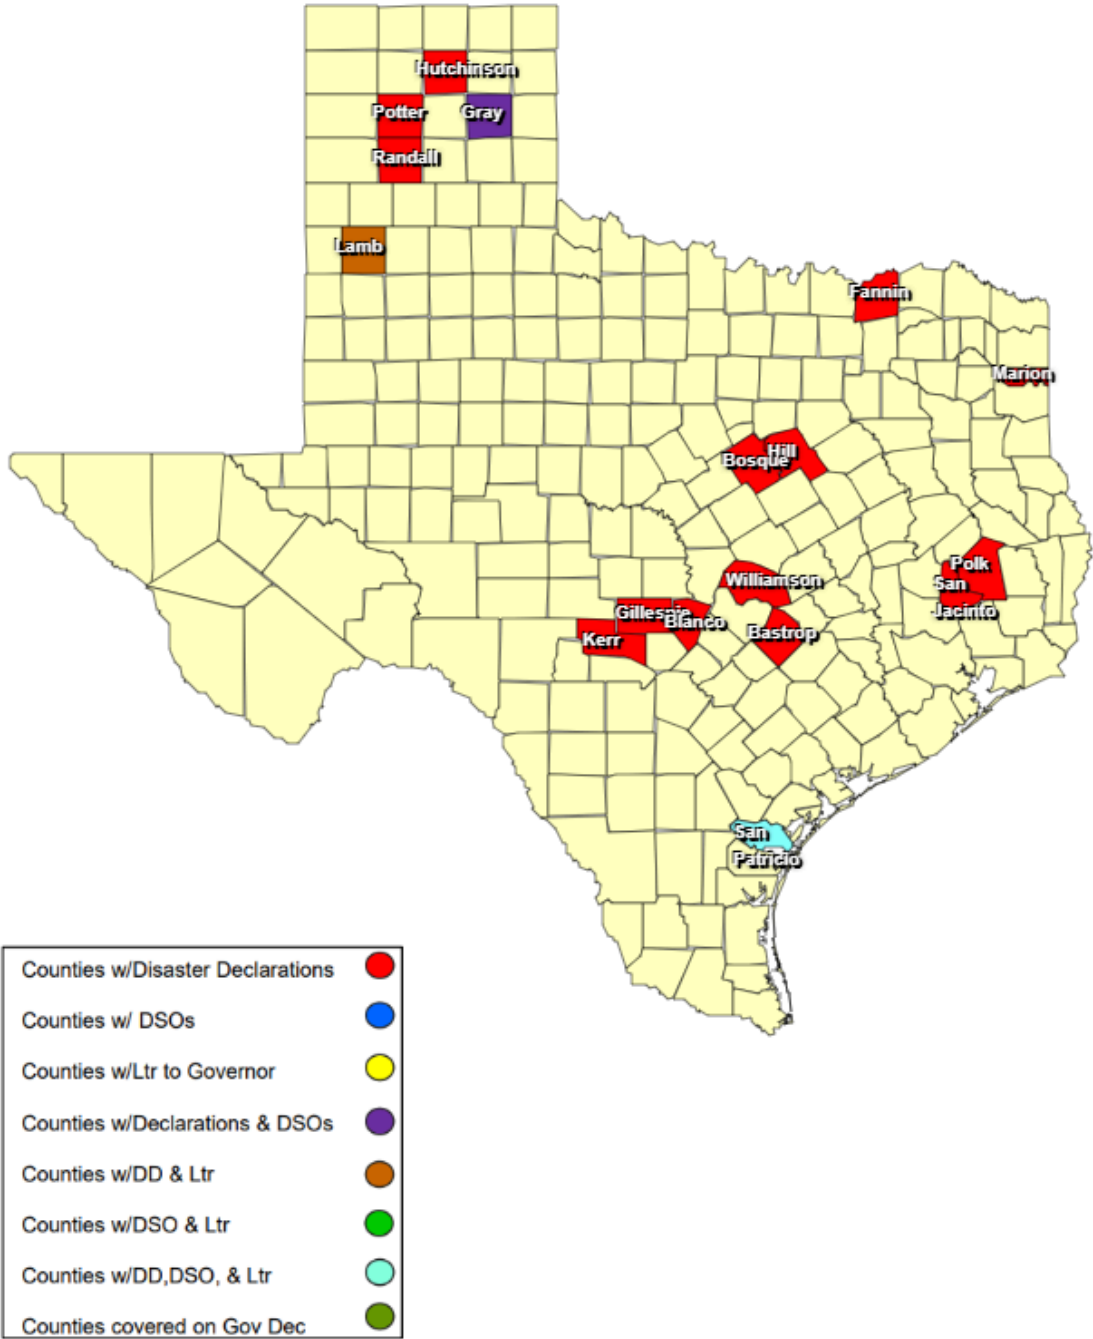 Hutchinson
Potter
Gray
Randall
Lamb
Fannin
Marion
Hill
Bosque
Polk
Williamson
San
Jacinto
Gillespie
Blanco
Bastrop
Kerr
San
Patricio
Counties w/Disaster Declarations
Counties w/ DSOs
Counties w/Ltr to Governor
Counties w/Declarations & DSOs
Counties w/DD & Ltr
Counties w/DSO & Ltr
Counties w/DD,DSO, & Ltr
Counties covered on Gov Dec